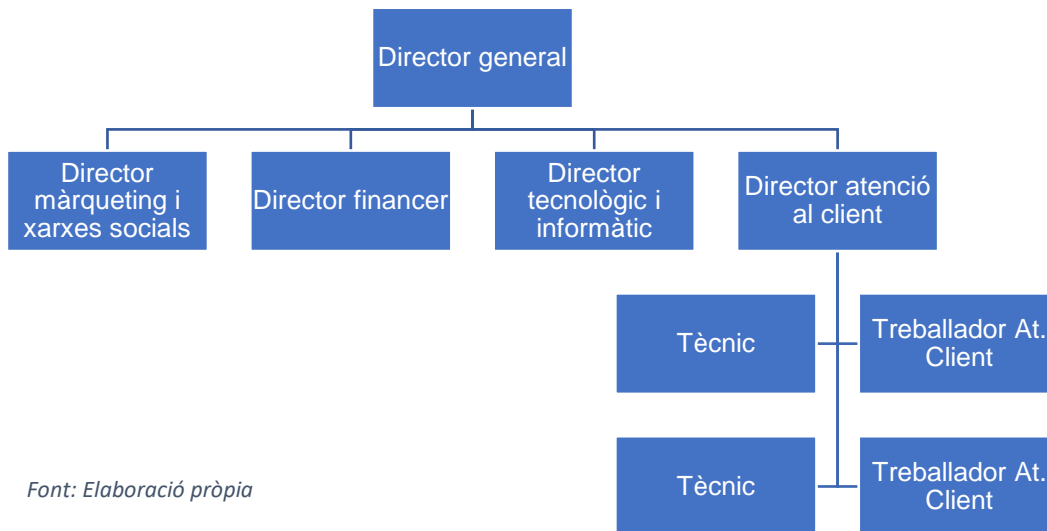 Director general
Director
màrqueting i
xarxes socials
Director financer
Director
tecnològic i
informàtic
Director atenció
al client
Tècnic
Treballador At.
Client
Tècnic
Treballador At.
Client
Font: Elaboració pròpia